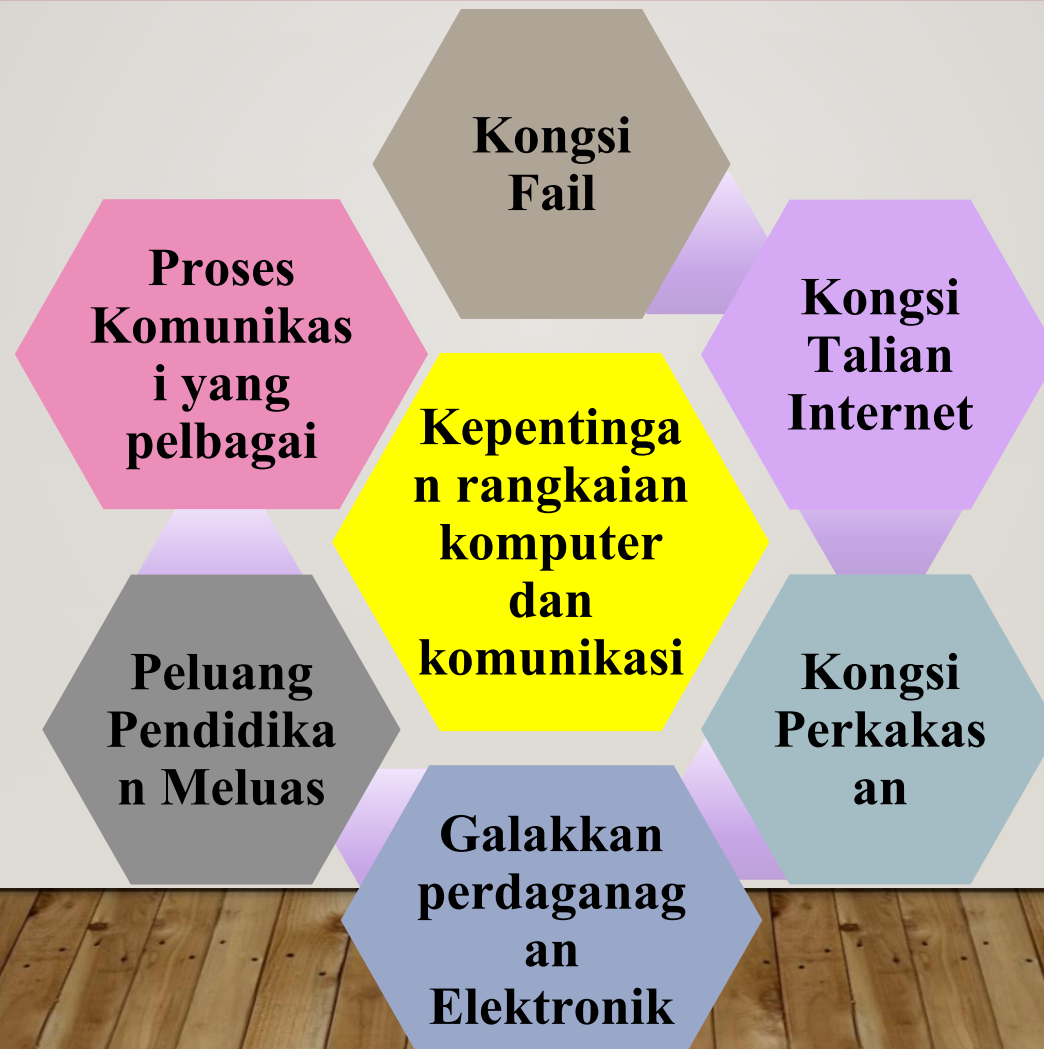 Kongsi
Fail
Proses
Komunikas
i yang
pelbagai
Kongsi
Talian
Internet
Kepentinga
n rangkaian
komputer
dan
komunikasi
Peluang
Pendidika
n Meluas
Kongsi
Perkakas
an
Galakkan
perdaganag
an
Elektronik